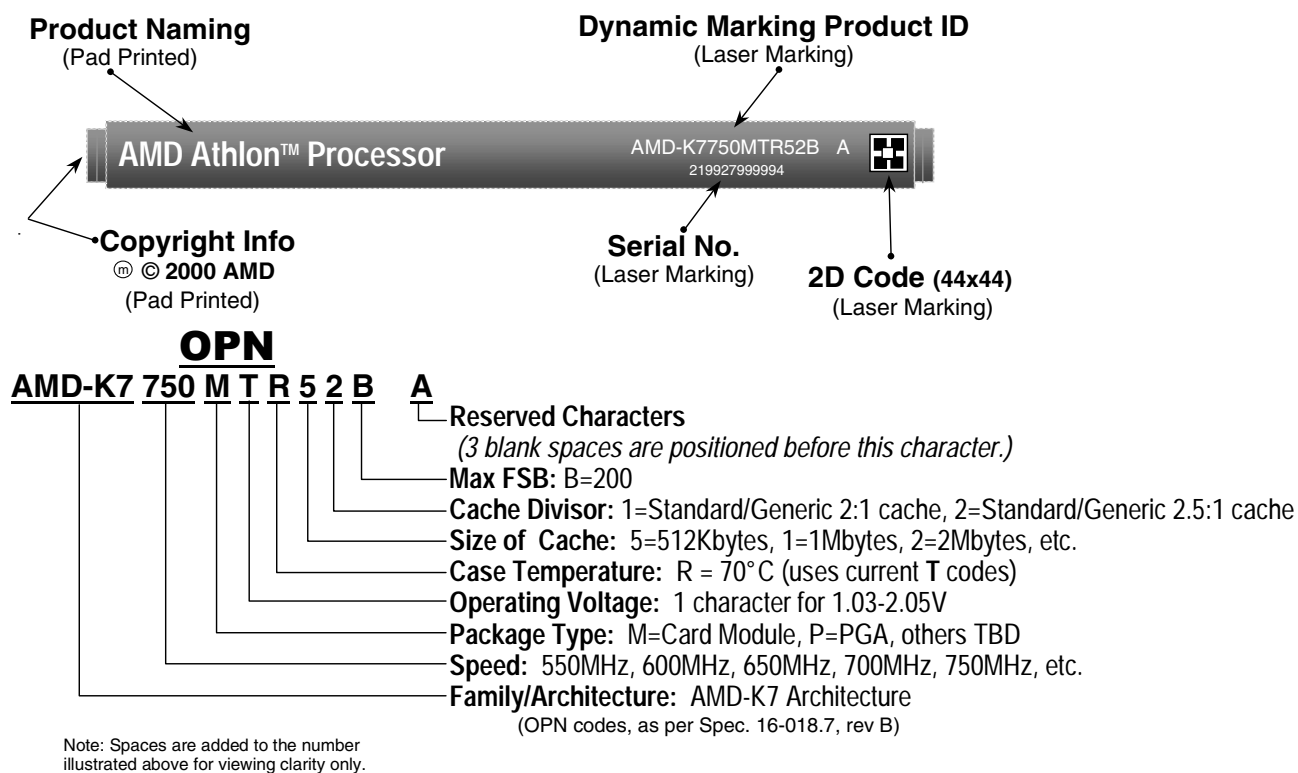 Product Naming
(Pad Printed)
Dynamic Marking Product ID
(Laser Marking)
AMD Athlon™ Processor
AMD-K7750MTR52B A
219927999994
Copyright Info
ⓜ © 2000 AMD
(Pad Printed)
Serial No.
(Laser Marking)
2D Code (44x44)
(Laser Marking)
OPN
AMD-K7 750 M T R 5 2 B A
Reserved Characters
(3 blank spaces are positioned before this character.)
Max FSB: B=200
Cache Divisor: 1=Standard/Generic 2:1 cache, 2=Standard/Generic 2.5:1 cache
Size of Cache: 5=512Kbytes, 1=1Mbytes, 2=2Mbytes, etc.
Case Temperature: R = 70°C (uses current T codes)
Operating Voltage: 1 character for 1.03-2.05V
Package Type: M=Card Module, P=PGA, others TBD
Speed: 550MHz, 600MHz, 650MHz, 700MHz, 750MHz, etc.
Family/Architecture: AMD-K7 Architecture
(OPN codes, as per Spec. 16-018.7, rev B)
Note: Spaces are added to the number
illustrated above for viewing clarity only.